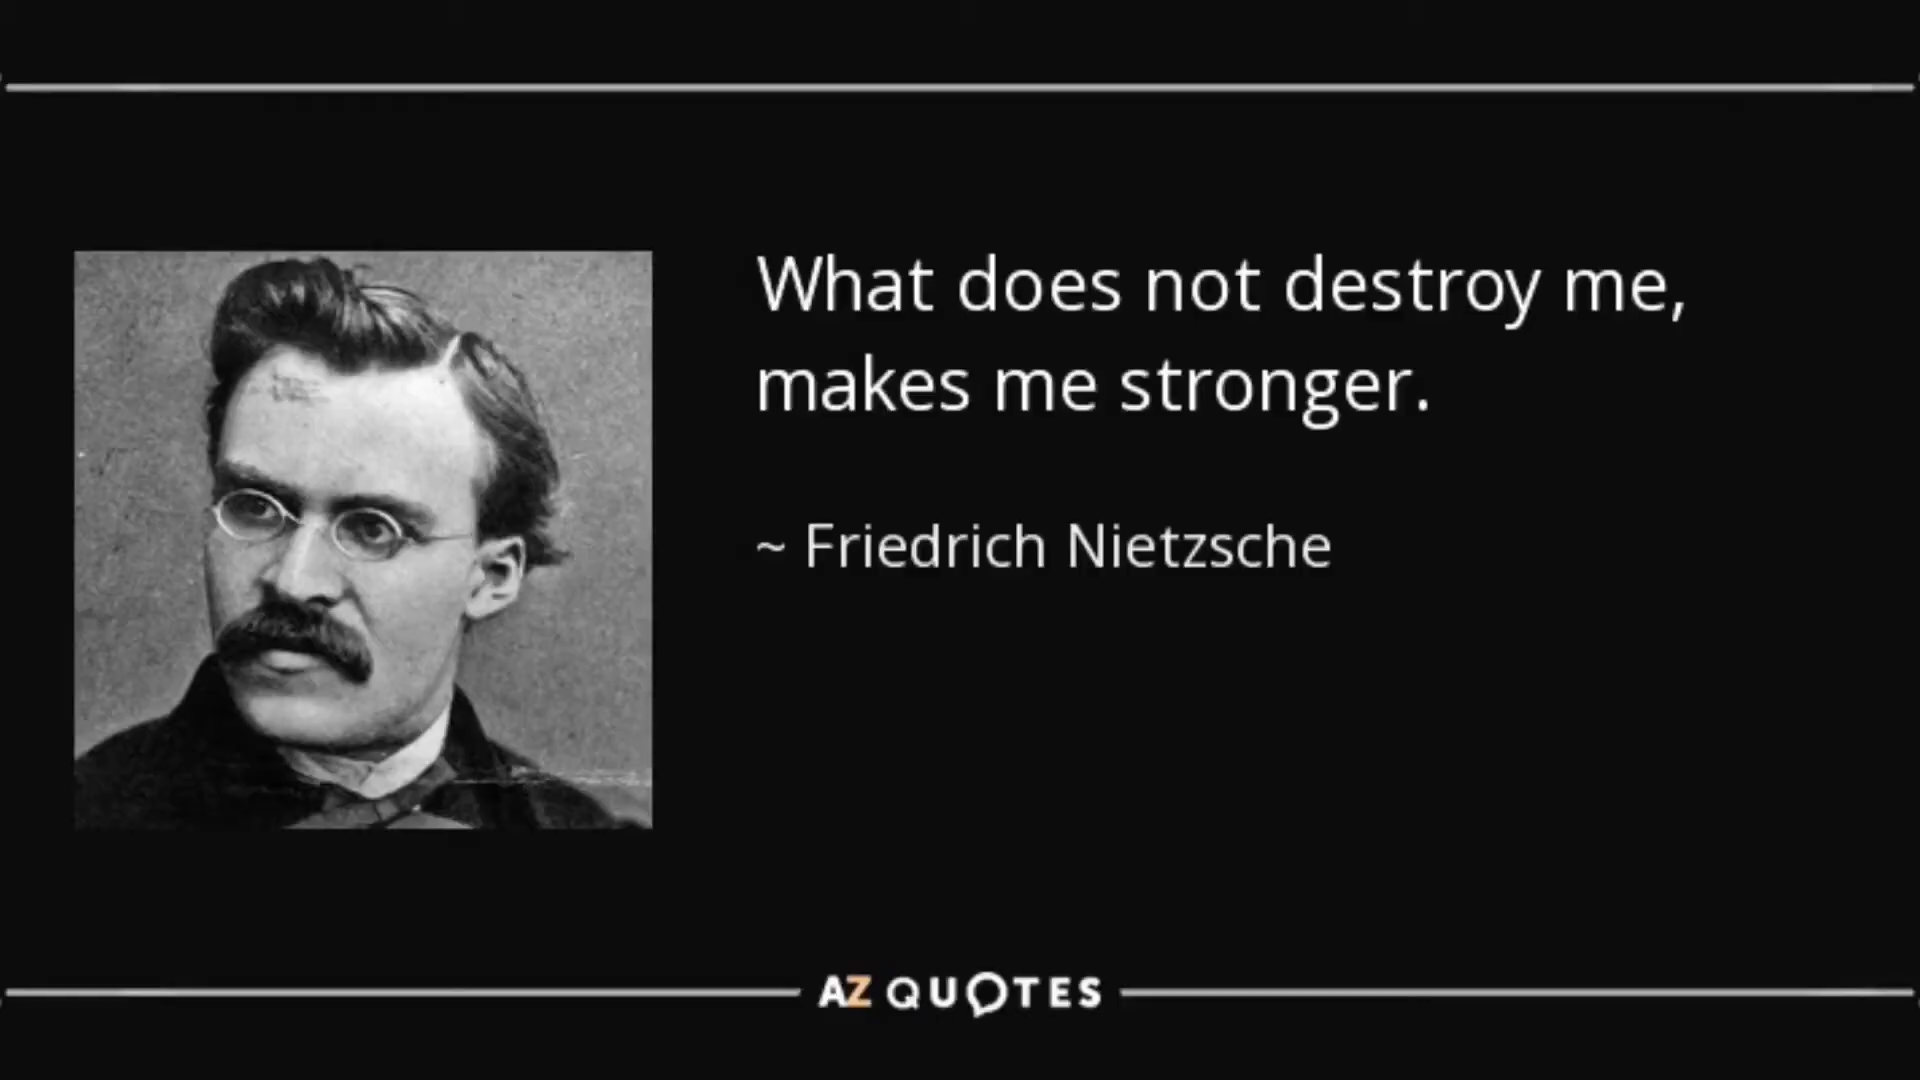 What does not destroy me,
makes me stronger.
~ Friedrich Nietzsche
AZ QUOTES